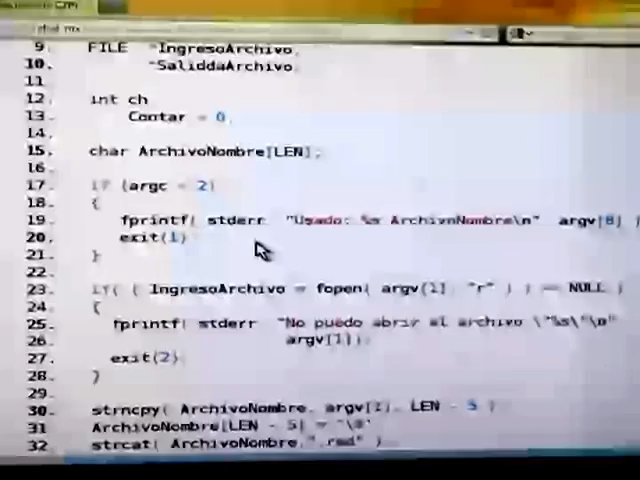 9. FILE *IngresoArchivo,
10. *SaliddaArchivo;
11
12. int ch
13. Contar = 0
14.
15. char ArchivoNombre[LEN];
16.
17. if (argc < 2)
18. {
19. fprintf( stderr "Usado: %s ArchivoNombre\n" argv[0] )
20. exit(1)
21. }
22.
23. if( ( IngresoArchivo = fopen( argv[1], "r" ) ) == NULL )
24. {
25. fprintf( stderr "No puedo abrir el archivo \"%s\"\n"
26. argv[1]);
27. exit(2)
28. }
29.
30. strncpy( ArchivoNombre, argv[1], LEN - 5 )
31 ArchivoNombre[LEN - 5] = '\0'
32 strcat( ArchivoNombre,".red" )